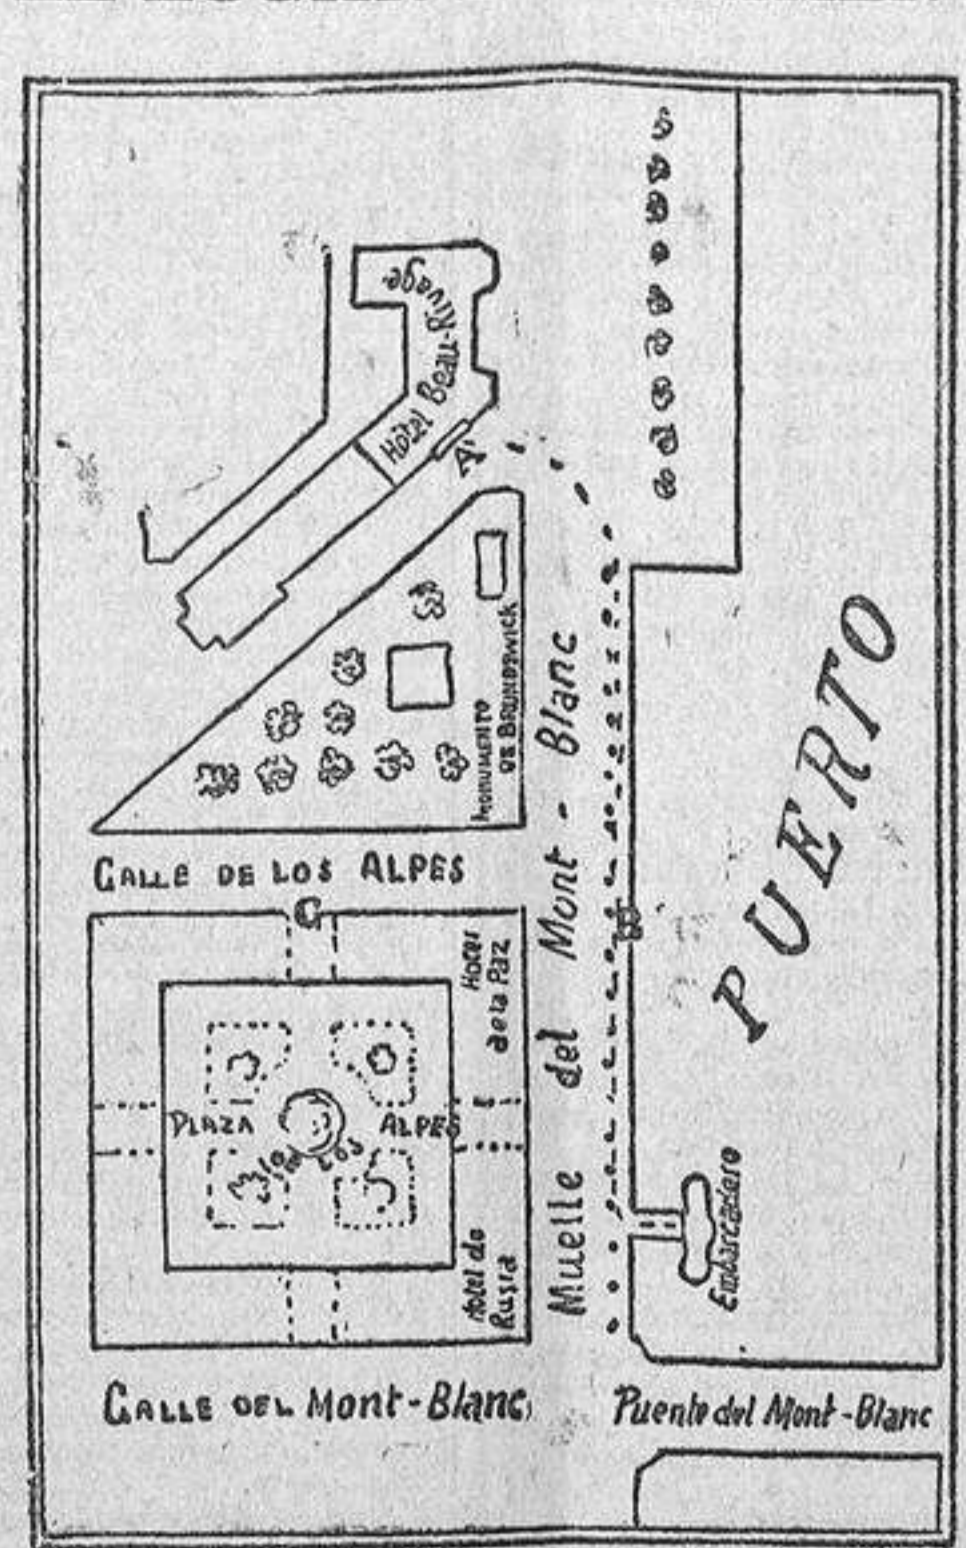 Hôtel Beau-Rivage
A
MONUMENTO
DE BRUNDSWICK
Muelle del Mont-Blanc
PUERTO
CALLE DE LOS ALPES
C
B
Hotel
de la Paz
PLAZA
DE LOS
ALPES
Hotel de
Rusia
Embarcadero
CALLE DEL Mont-Blanc
Puente del Mont-Blanc